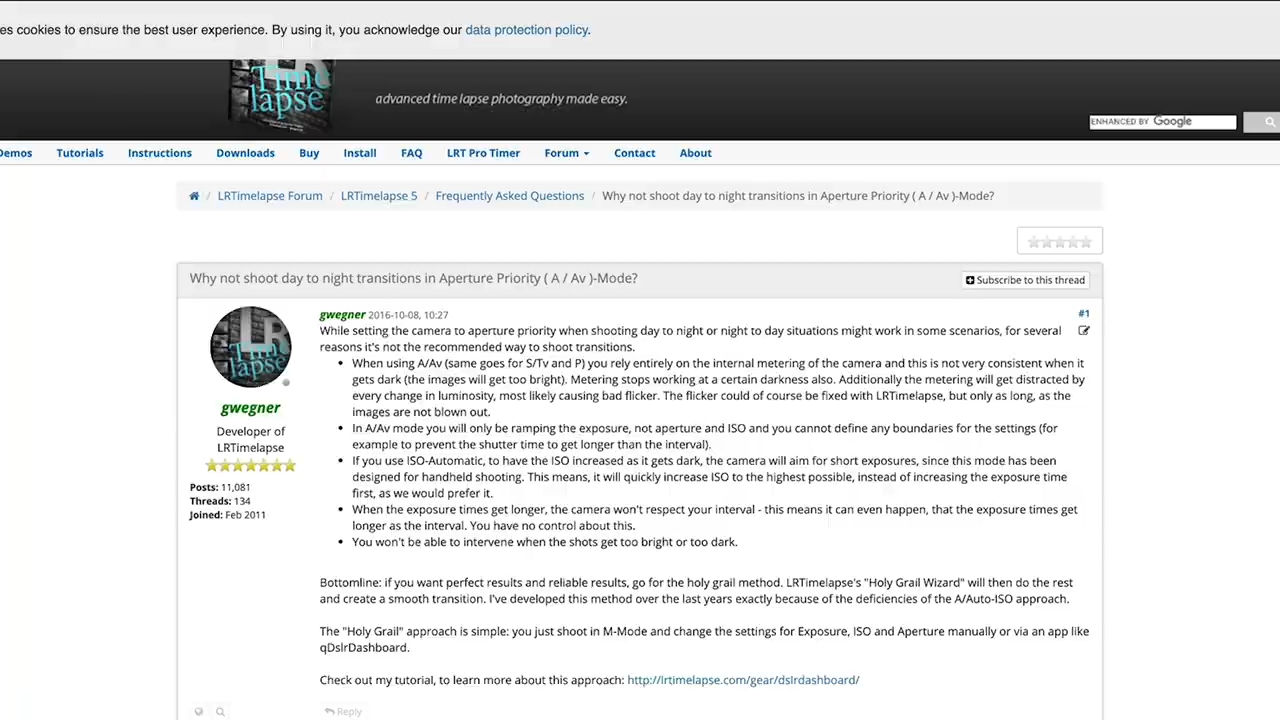 es cookies to ensure the best user experience. By using it, you acknowledge our data protection policy.
LR
Time
lapse
advanced time lapse photography made easy.
ENHANCED BY Google
Demos Tutorials Instructions Downloads Buy Install FAQ LRT Pro Timer Forum Contact About
/ LRTimelapse Forum / LRTimelapse 5 / Frequently Asked Questions / Why not shoot day to night transitions in Aperture Priority ( A / Av )-Mode?
Why not shoot day to night transitions in Aperture Priority ( A / Av )-Mode?
Subscribe to this thread
LR
Time
lapse
gwegner
Developer of
LRTimelapse
Posts: 11,081
Threads: 134
Joined: Feb 2011
gwegner 2016-10-08, 10:27
#1
While setting the camera to aperture priority when shooting day to night or night to day situations might work in some scenarios, for several
reasons it's not the recommended way to shoot transitions.
• When using A/Av (same goes for S/Tv and P) you rely entirely on the internal metering of the camera and this is not very consistent when it
gets dark (the images will get too bright). Metering stops working at a certain darkness also. Additionally the metering will get distracted by
every change in luminosity, most likely causing bad flicker. The flicker could of course be fixed with LRTimelapse, but only as long, as the
images are not blown out.
• In A/Av mode you will only be ramping the exposure, not aperture and ISO and you cannot define any boundaries for the settings (for
example to prevent the shutter time to get longer than the interval).
• If you use ISO-Automatic, to have the ISO increased as it gets dark, the camera will aim for short exposures, since this mode has been
designed for handheld shooting. This means, it will quickly increase ISO to the highest possible, instead of increasing the exposure time
first, as we would prefer it.
• When the exposure times get longer, the camera won't respect your interval - this means it can even happen, that the exposure times get
longer as the interval. You have no control about this.
• You won't be able to intervene when the shots get too bright or too dark.
Bottomline: if you want perfect results and reliable results, go for the holy grail method. LRTimelapse's "Holy Grail Wizard" will then do the rest
and create a smooth transition. I've developed this method over the last years exactly because of the deficiencies of the A/Auto-ISO approach.
The "Holy Grail" approach is simple: you just shoot in M-Mode and change the settings for Exposure, ISO and Aperture manually or via an app like
qDslrDashboard.
Check out my tutorial, to learn more about this approach: http://lrtimelapse.com/gear/dslrdashboard/
Reply